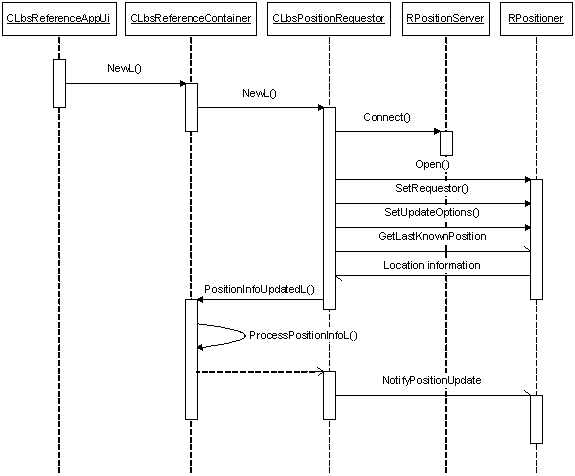 CLbsReferenceAppUi CLbsReferenceContainer CLbsPositionRequestor RPositionServer RPositioner
NewL()
NewL()
Connect()
Open()
SetRequestor()
SetUpdateOptions()
GetLastKnownPosition
Location information
PositionInfoUpdatedL()
ProcessPositionInfoL()
NotifyPositionUpdate